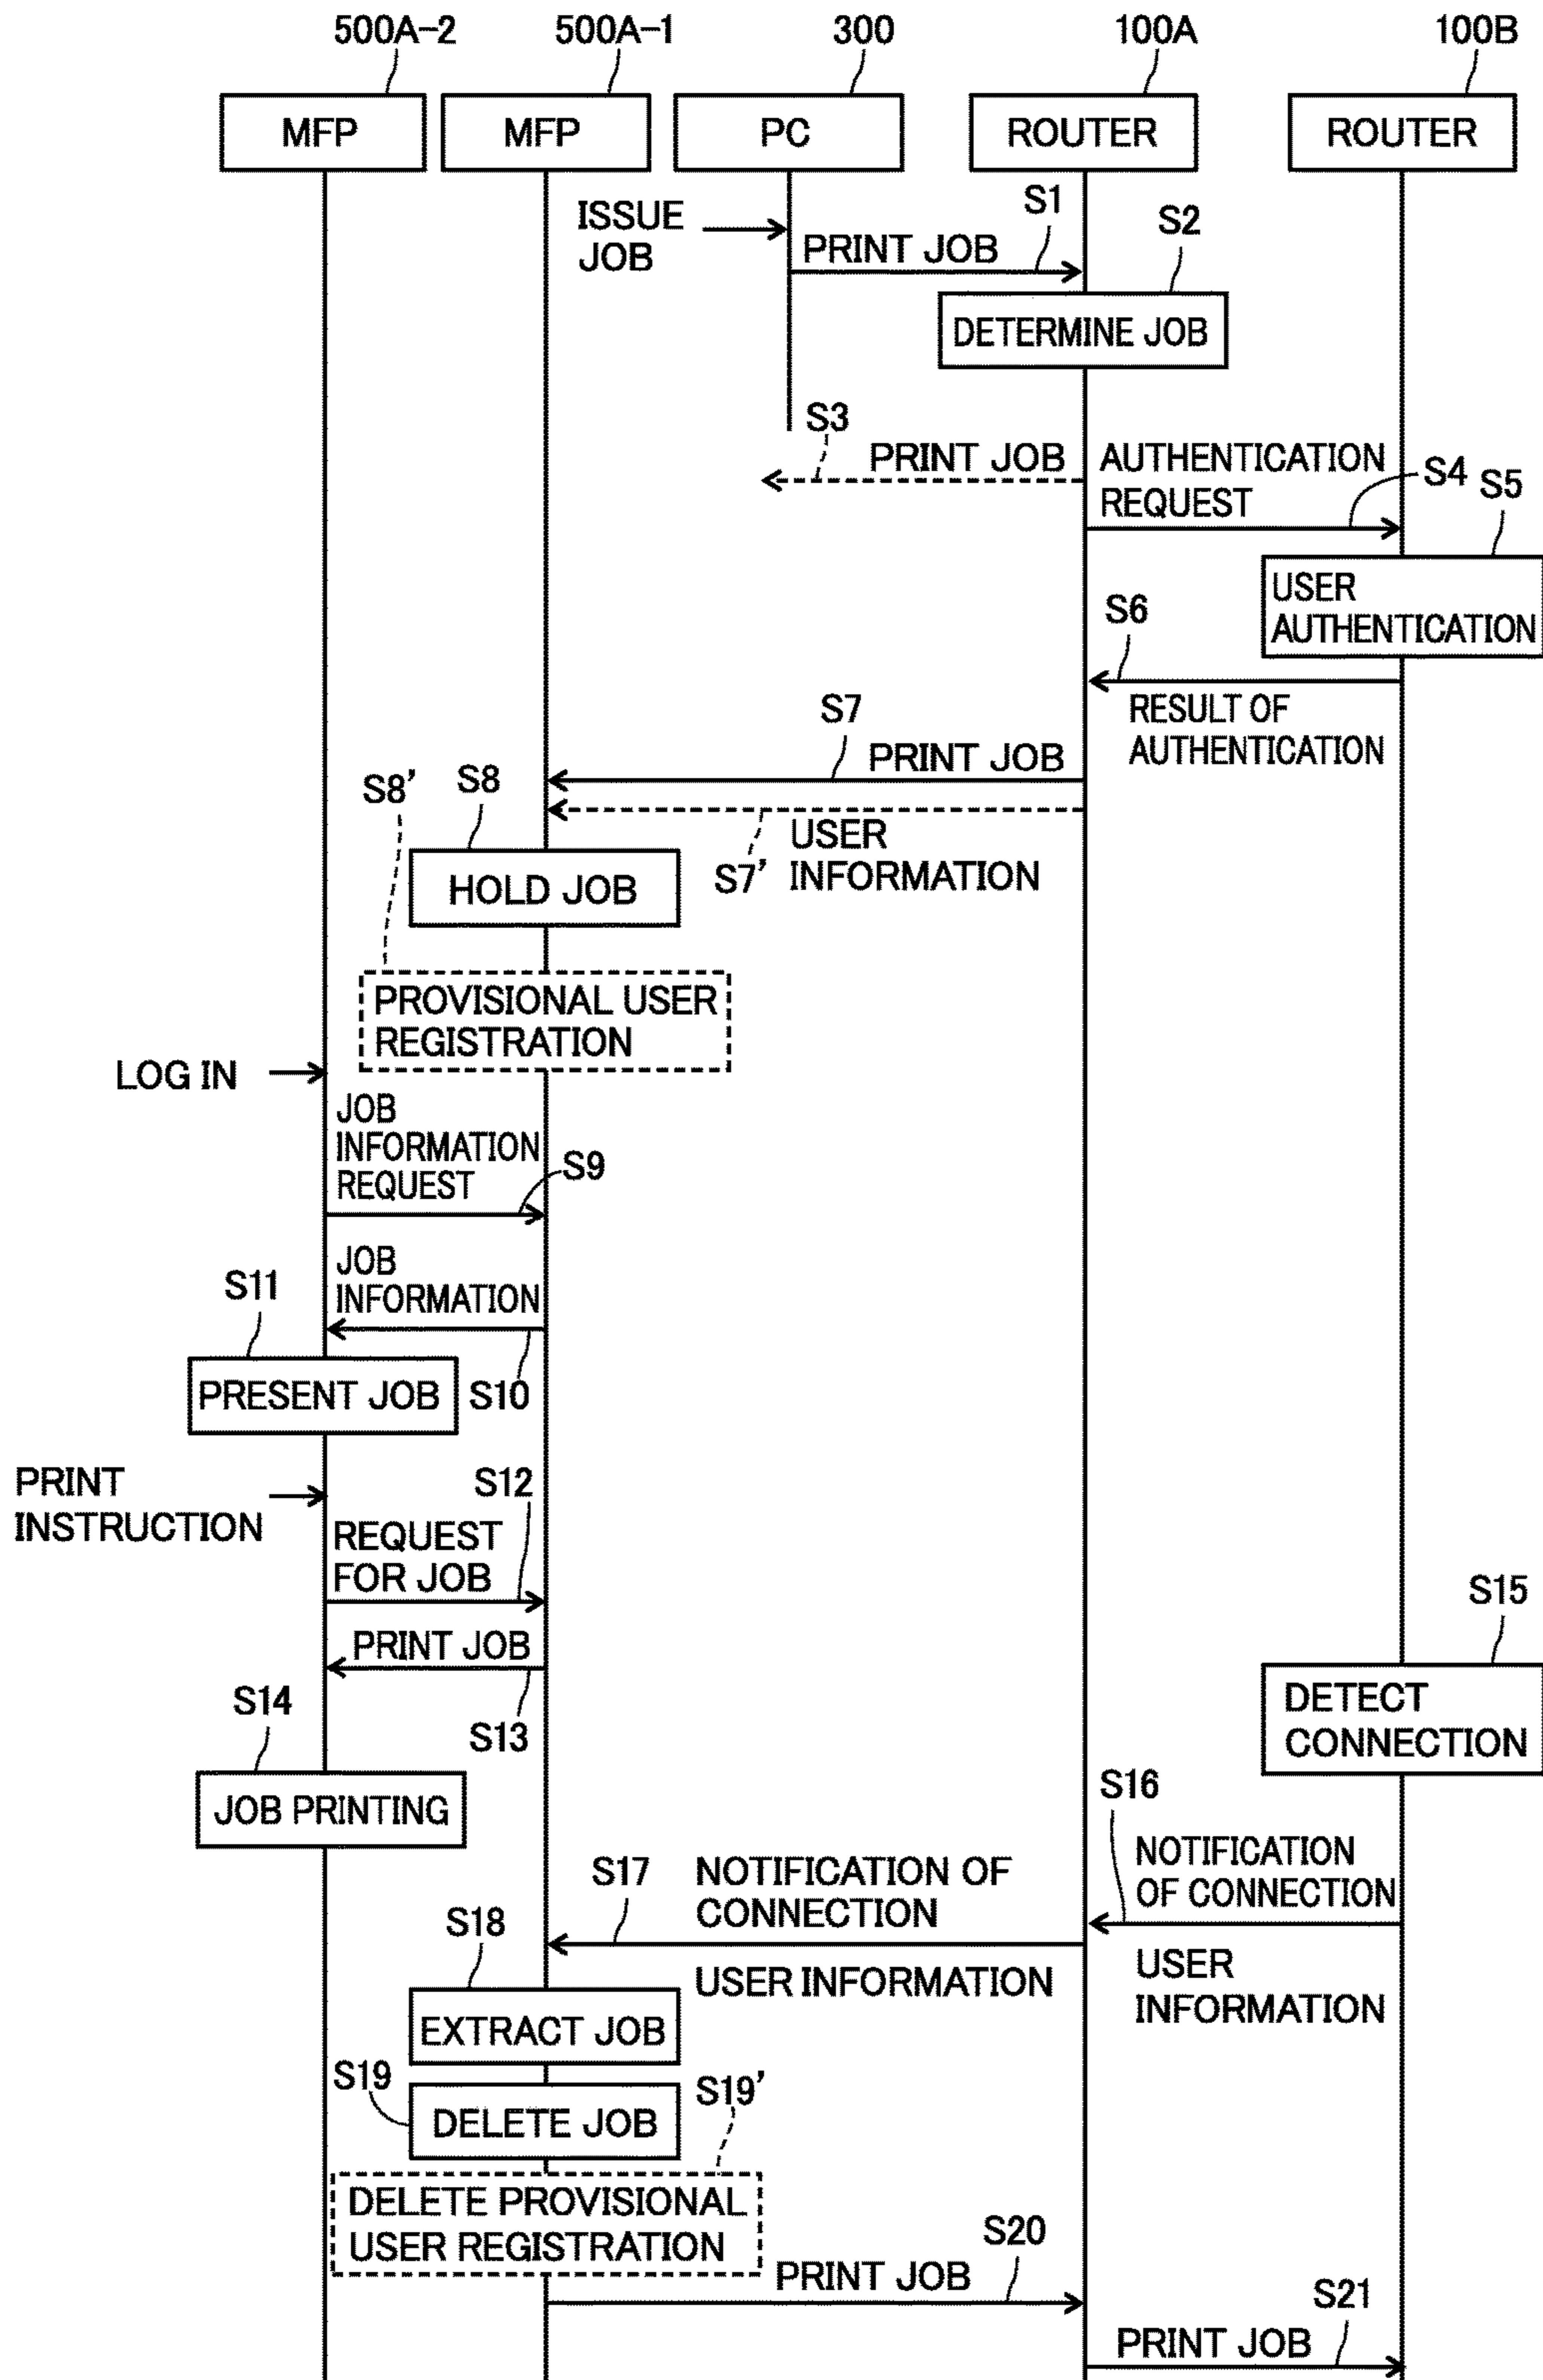 500A-2
500A-1
300
100A
100B
MFP
MFP
PC
ROUTER
ROUTER
ISSUE
JOB
PRINT JOB
S1
S2
DETERMINE JOB
S3
PRINT JOB
AUTHENTICATION
REQUEST
S4
S5
USER
AUTHENTICATION
S6
RESULT OF
AUTHENTICATION
S7
PRINT JOB
S8'
S8
S7'
USER
INFORMATION
HOLD JOB
PROVISIONAL USER
REGISTRATION
LOG IN
JOB
INFORMATION
REQUEST
S9
JOB
INFORMATION
S11
PRESENT JOB
S10
PRINT
INSTRUCTION
S12
REQUEST
FOR JOB
PRINT JOB
S15
DETECT
CONNECTION
S14
S13
JOB PRINTING
S16
NOTIFICATION
OF CONNECTION
S17
NOTIFICATION OF
CONNECTION
S18
USER INFORMATION
USER
INFORMATION
EXTRACT JOB
S19
S19'
DELETE JOB
DELETE PROVISIONAL
USER REGISTRATION
PRINT JOB
S20
S21
PRINT JOB